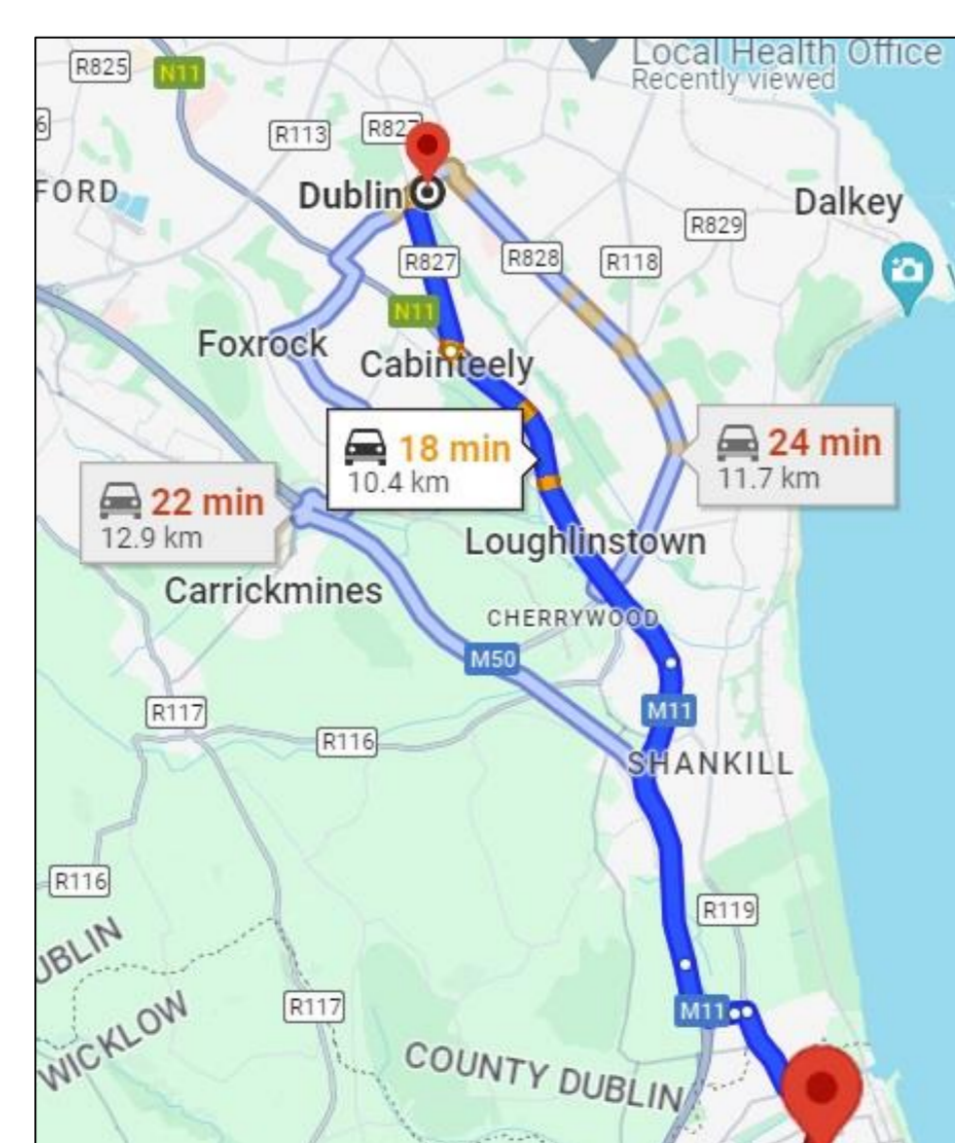 Local Health Office
Recently viewed
R825
N11
R113
R827
FORD
Dublin
Dalkey
R829
R827
R828
R118
N11
Foxrock
Cabinteely
18 min
10.4 km
24 min
11.7 km
22 min
12.9 km
Loughlinstown
Carrickmines
CHERRYWOOD
M50
R117
M11
R116
SHANKILL
R116
R119
UBLIN
WICKLOW
R117
M11
COUNTY DUBLIN